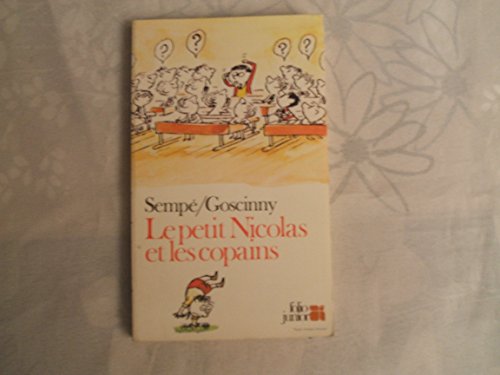 ? ? ? ?
Sempé/Goscinny
Le petit Nicolas
et les copains
folio
junior